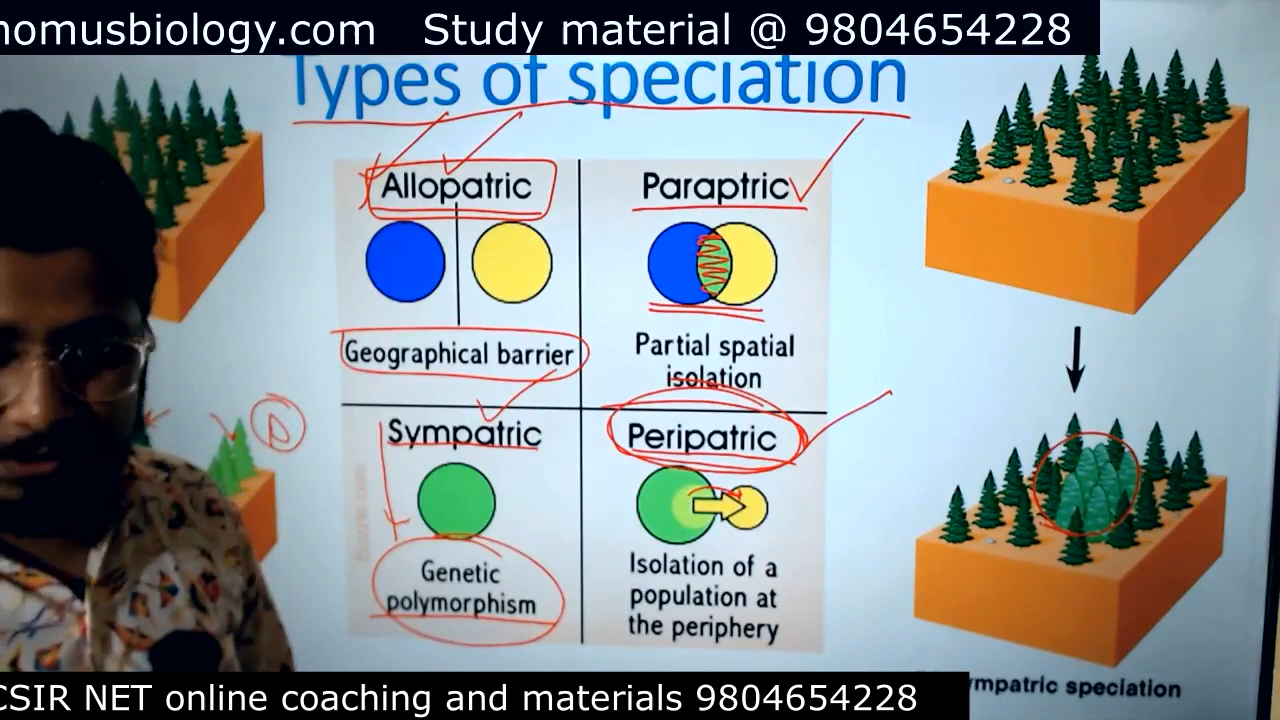 nomusbiology.com Study material @ 9804654228
Types of speciation
Allopatric
Paraptric
Geographical barrier
Partial spatial
isolation
Sympatric
Peripatric
D
Genetic
polymorphism
Isolation of a
population at
the periphery
ympatric speciation
CSIR NET online coaching and materials 9804654228